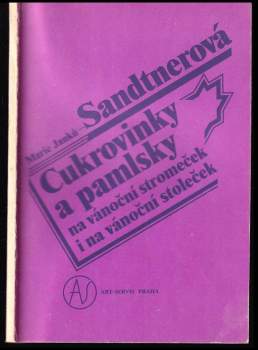 Marie Janků-
Sandtnerová
Cukrovinky
a pamlsky
na vánoční stromeček
i na vánoční stoleček
AS
ART-SERVIS PRAHA